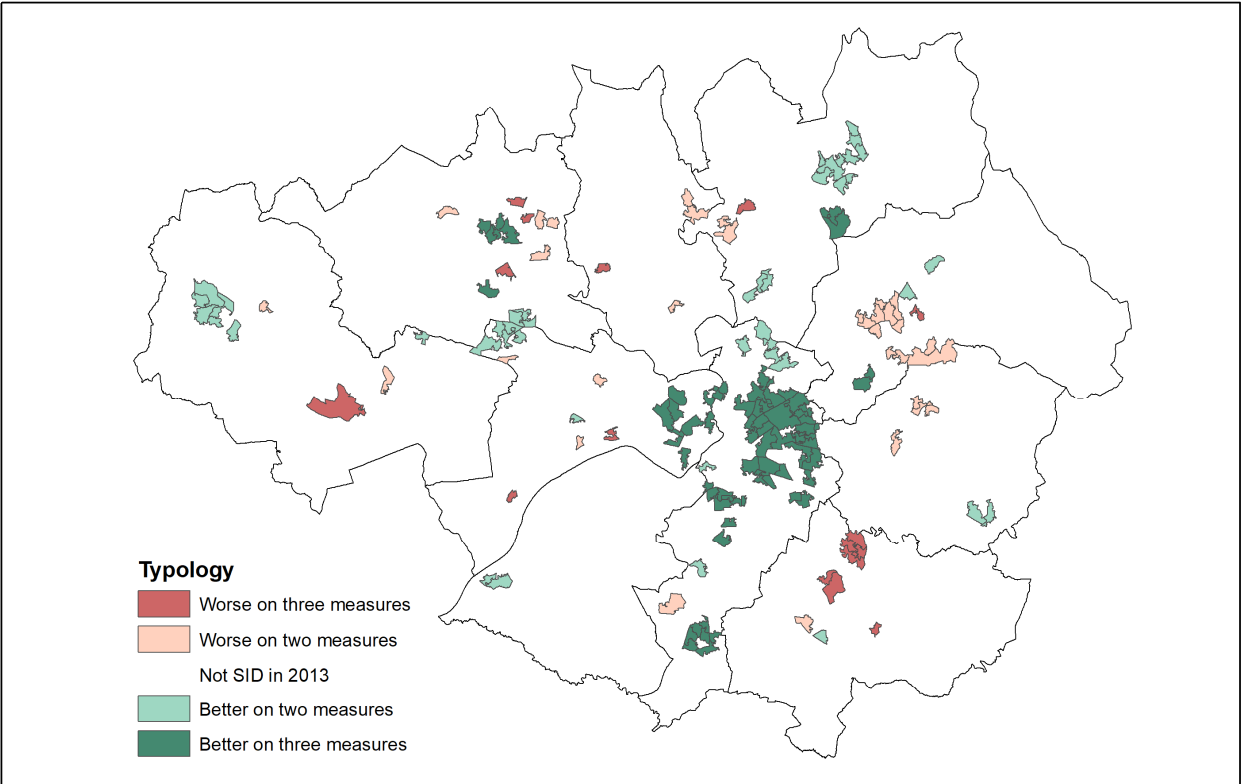 Typology
Worse on three measures
Worse on two measures
Not SID in 2013
Better on two measures
Better on three measures